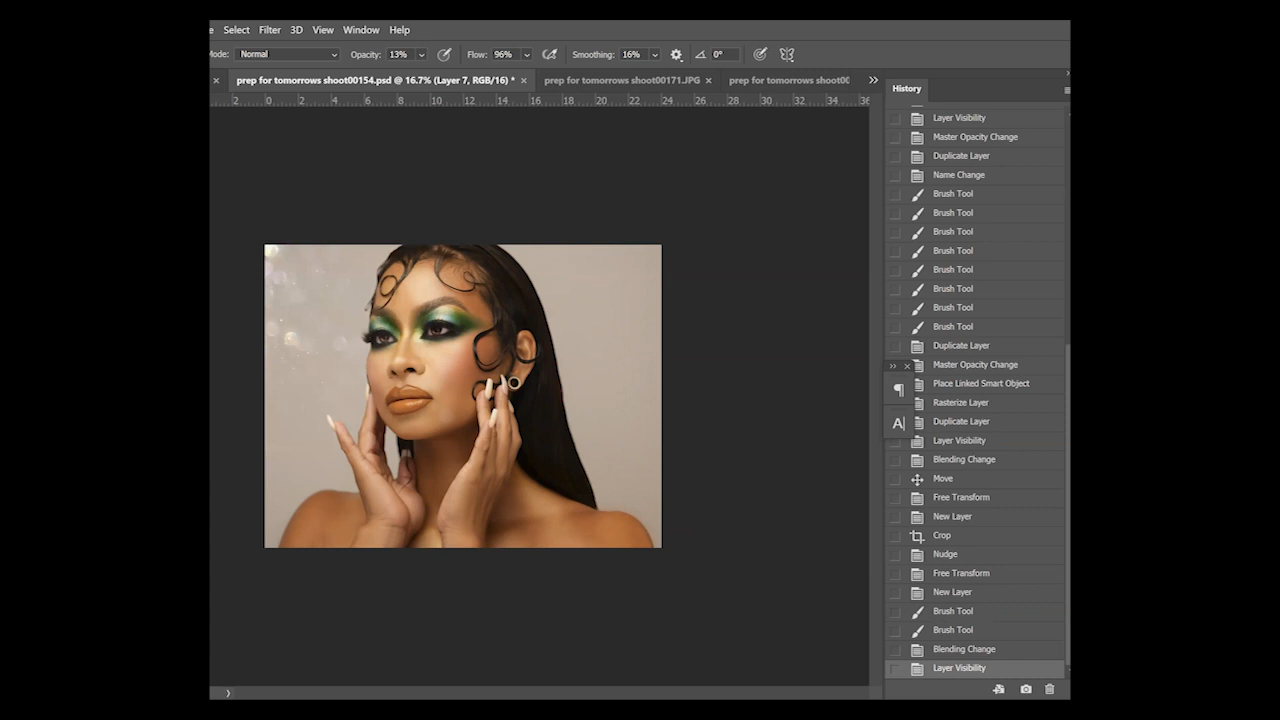 Select Filter 3D View Window Help
Mode: Normal Opacity: 13% Flow: 96% Smoothing: 16% 0°
prep for tomorrows shoot00154.psd @ 16.7% (Layer 7, RGB/16) * × prep for tomorrows shoot00171.JPG × prep for tomorrows shoot00
2 0 2 4 6 8 10 12 14 16 18 20 22 24 26 28 30 32 34 36
History
Layer Visibility
Master Opacity Change
Duplicate Layer
Name Change
Brush Tool
Brush Tool
Brush Tool
Brush Tool
Brush Tool
Brush Tool
Brush Tool
Brush Tool
Duplicate Layer
Master Opacity Change
Place Linked Smart Object
Rasterize Layer
Duplicate Layer
A
Layer Visibility
Blending Change
Move
Free Transform
New Layer
Crop
Nudge
Free Transform
New Layer
Brush Tool
Brush Tool
Blending Change
Layer Visibility